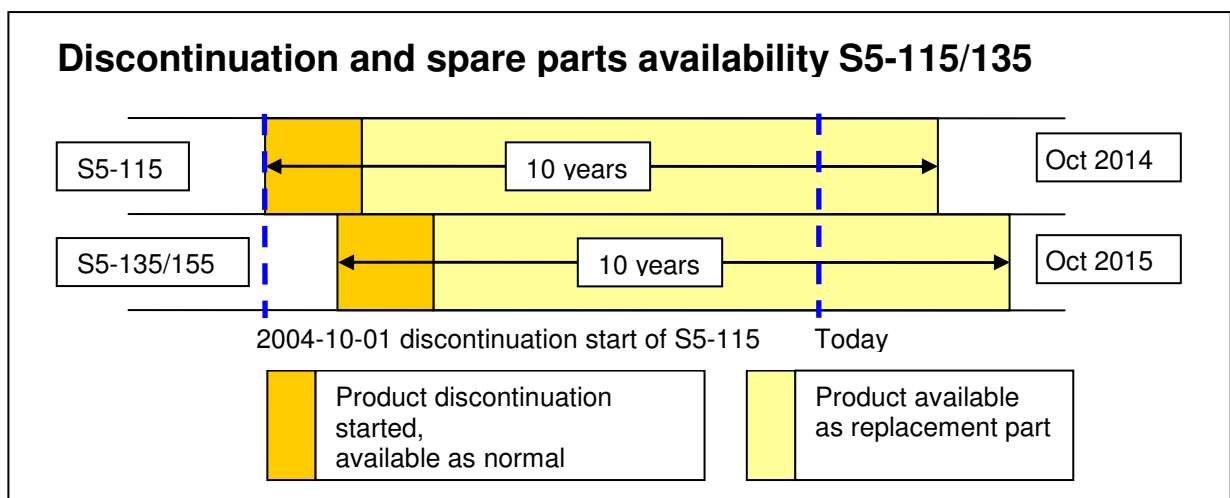 Discontinuation and spare parts availability S5-115/135
S5-115
10 years
Oct 2014
S5-135/155
10 years
Oct 2015
2004-10-01 discontinuation start of S5-115
Today
Product discontinuation
started,
available as normal
Product available
as replacement part